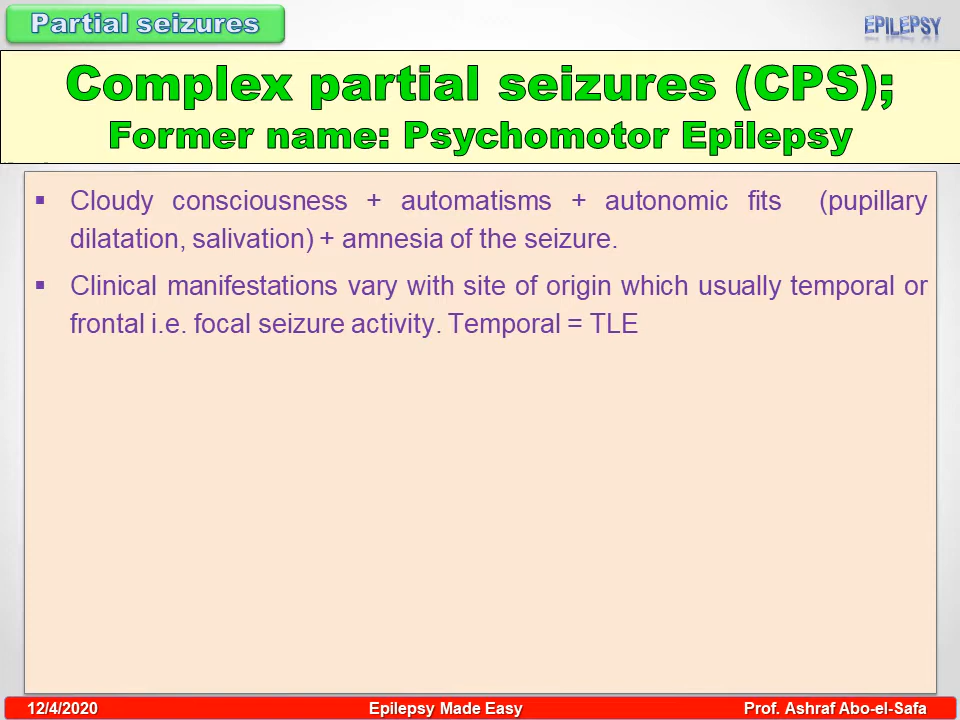 Partial seizures
EPILEPSY
Complex partial seizures (CPS);
Former name: Psychomotor Epilepsy
▪ Cloudy consciousness + automatisms + autonomic fits (pupillary
dilatation, salivation) + amnesia of the seizure.
▪ Clinical manifestations vary with site of origin which usually temporal or
frontal i.e. focal seizure activity. Temporal = TLE
12/4/2020
Epilepsy Made Easy
Prof. Ashraf Abo-el-Safa